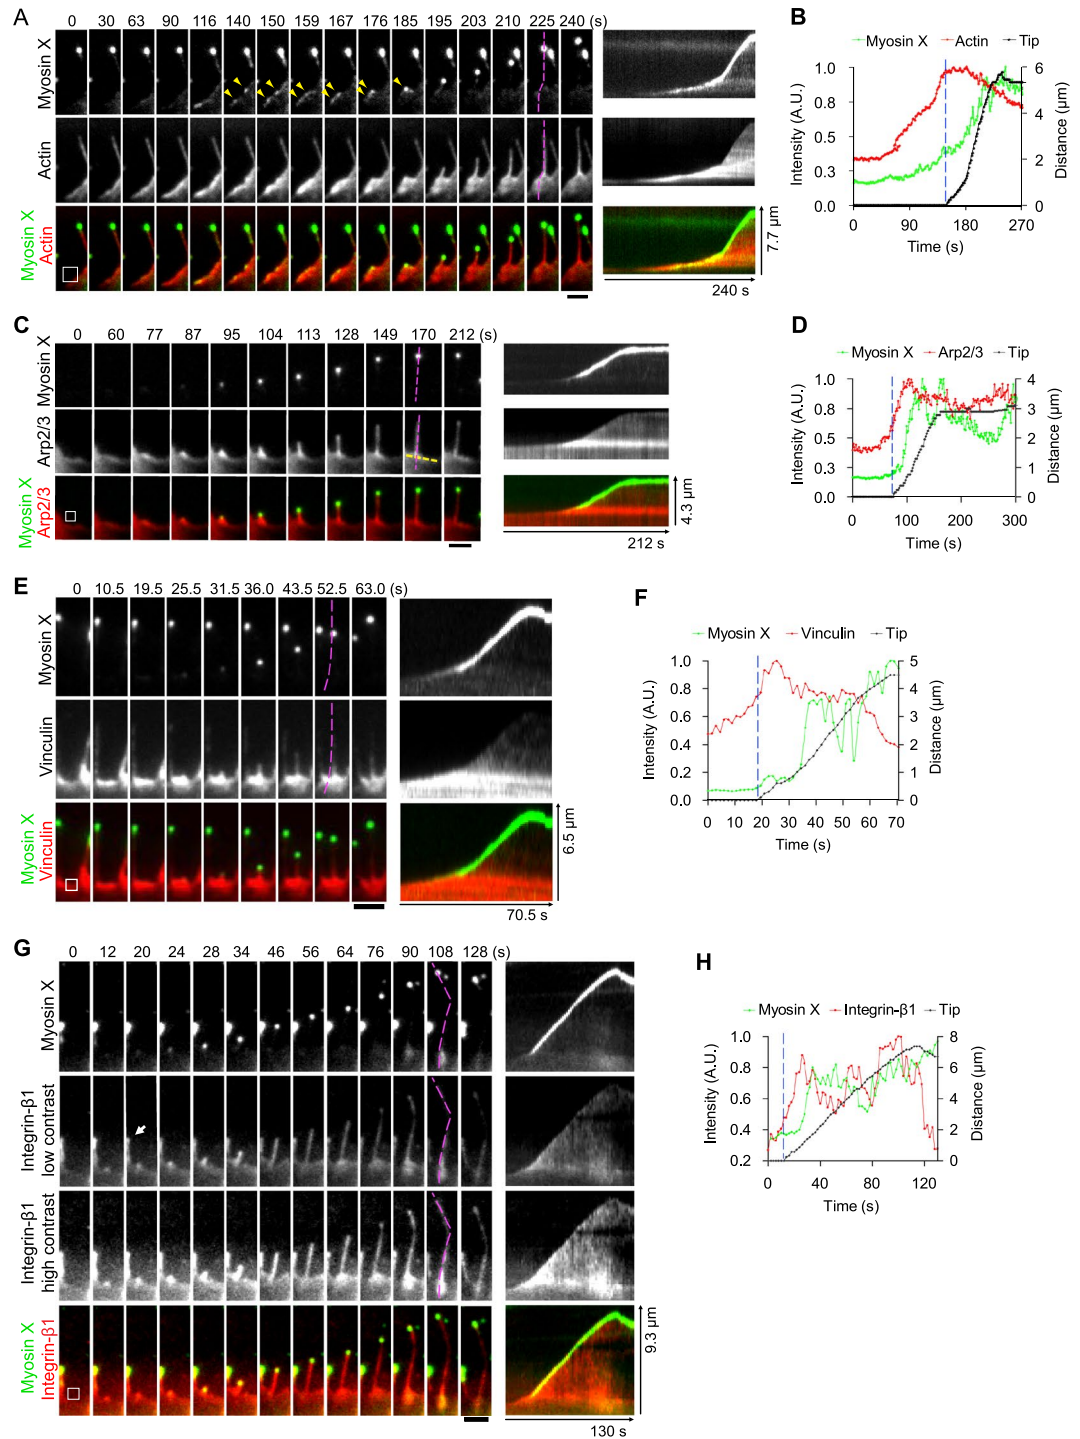 A
0 30 63 90 116 140 150 159 167 176 185 195 203 210 225 240 (s)
Myosin X
Actin
Myosin X
Actin
7.7 µm
240 s
B
Myosin X Actin Tip
Intensity (A.U.)
1.0
0.8
0.5
0.3
0.0
6
4
2
0
Distance (µm)
0 90 180 270
Time (s)
C
0 60 77 87 95 104 113 128 149 170 212 (s)
Myosin X
Arp2/3
Myosin X
Arp2/3
4.3 µm
212 s
D
Myosin X Arp2/3 Tip
Intensity (A.U.)
1.0
0.8
0.5
0.3
0.0
4
3
2
1
0
Distance (µm)
0 100 200 300
Time (s)
E
0 10.5 19.5 25.5 31.5 36.0 43.5 52.5 63.0 (s)
Myosin X
Vinculin
Myosin X
Vinculin
6.5 µm
70.5 s
F
Myosin X Vinculin Tip
Intensity (A.U.)
1.0
0.8
0.6
0.4
0.2
0.0
5
4
3
2
1
0
Distance (µm)
0 10 20 30 40 50 60 70
Time (s)
G
0 12 20 24 28 34 46 56 64 76 90 108 128 (s)
Myosin X
Integrin-β1
low contrast
Integrin-β1
high contrast
Myosin X
Integrin-β1
9.3 µm
130 s
H
Myosin X Integrin-β1 Tip
Intensity (A.U.)
1.0
0.8
0.6
0.4
0.2
8
6
4
2
0
Distance (µm)
0 40 80 120
Time (s)